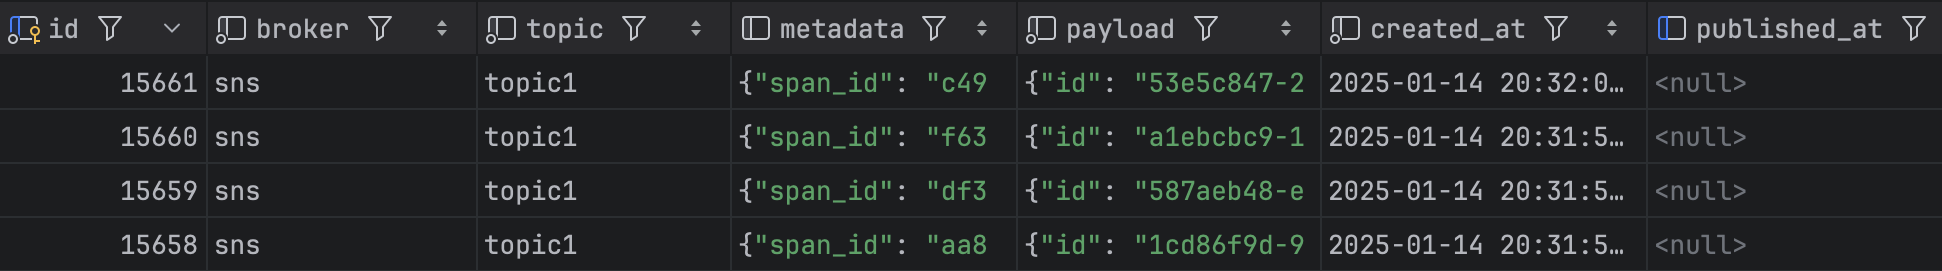 id broker topic metadata payload created_at published_at
15661 sns topic1 {"span_id": "c49 {"id": "53e5c847-2 2025-01-14 20:32:0… <null>
15660 sns topic1 {"span_id": "f63 {"id": "a1ebcbc9-1 2025-01-14 20:31:5… <null>
15659 sns topic1 {"span_id": "df3 {"id": "587aeb48-e 2025-01-14 20:31:5… <null>
15658 sns topic1 {"span_id": "aa8 {"id": "1cd86f9d-9 2025-01-14 20:31:5… <null>